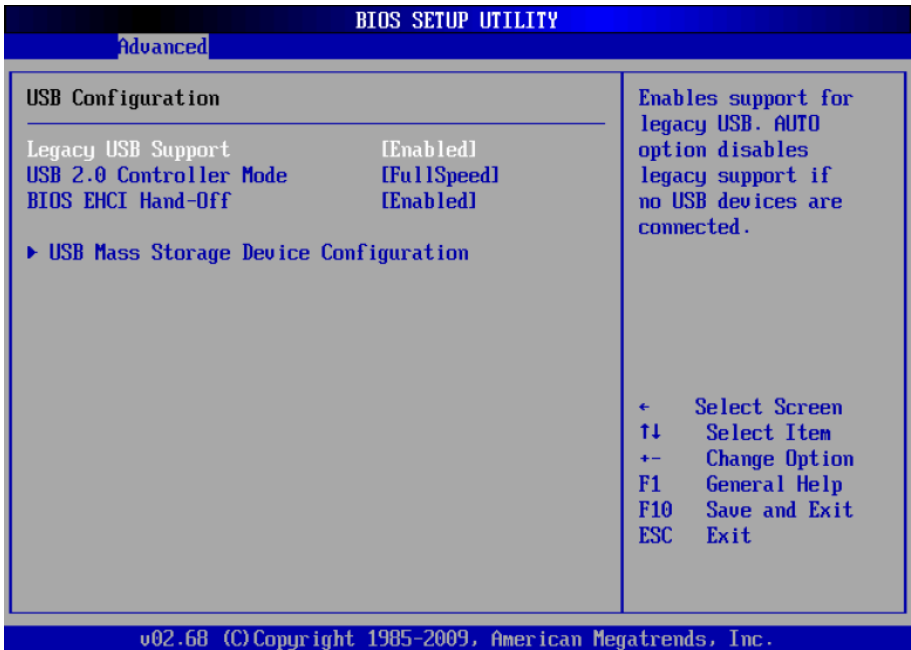 BIOS SETUP UTILITY
Advanced
USB Configuration
Legacy USB Support [Enabled]
USB 2.0 Controller Mode [FullSpeed]
BIOS EHCI Hand-Off [Enabled]
▶ USB Mass Storage Device Configuration
Enables support for
legacy USB. AUTO
option disables
legacy support if
no USB devices are
connected.
← Select Screen
↑↓ Select Item
+- Change Option
F1 General Help
F10 Save and Exit
ESC Exit
v02.68 (C)Copyright 1985-2009, American Megatrends, Inc.